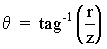 θ = tag⁻¹(r/z)